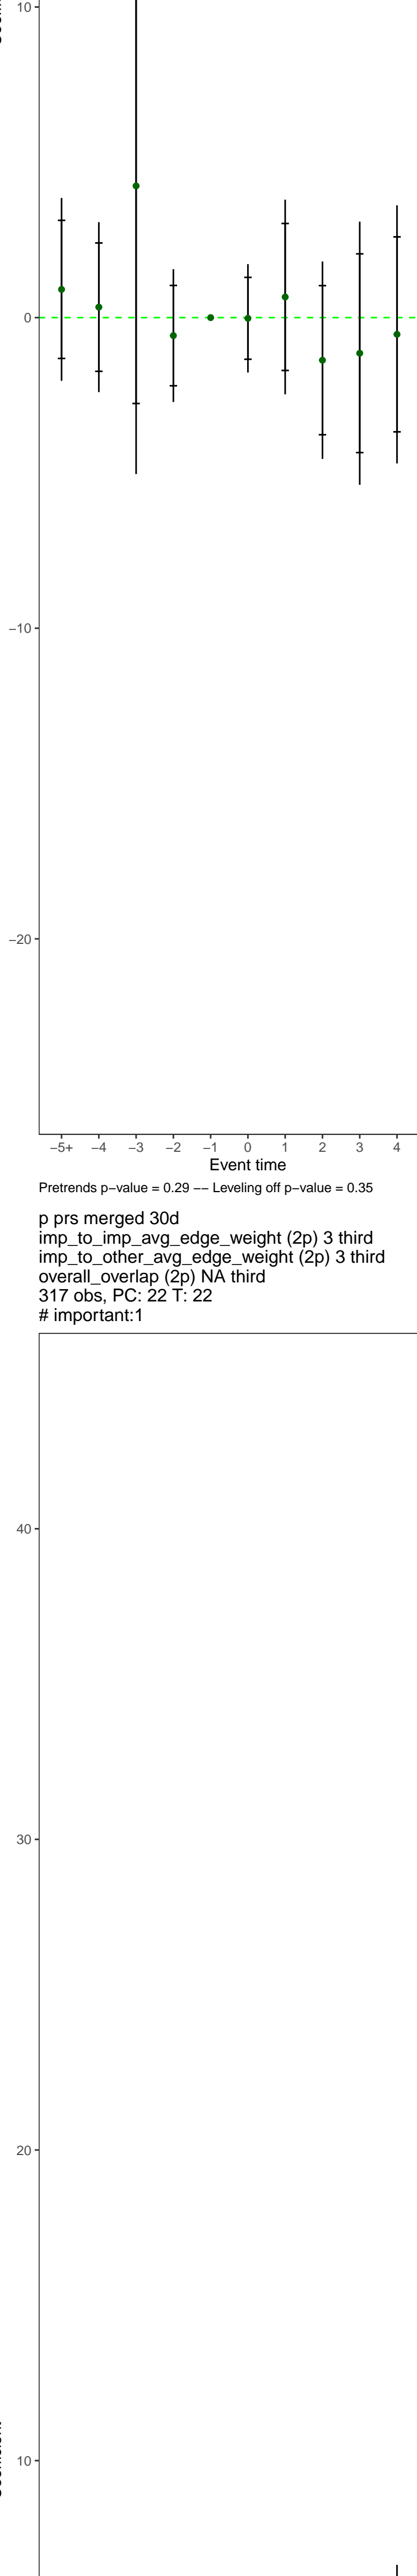 10
0
−10
−20
−5+ −4 −3 −2 −1 0 1 2 3 4
Event time
Pretrends p−value = 0.29 −− Leveling off p−value = 0.35
p prs merged 30d
imp_to_imp_avg_edge_weight (2p) 3 third
imp_to_other_avg_edge_weight (2p) 3 third
overall_overlap (2p) NA third
317 obs, PC: 22 T: 22
# important:1
40
30
20
10